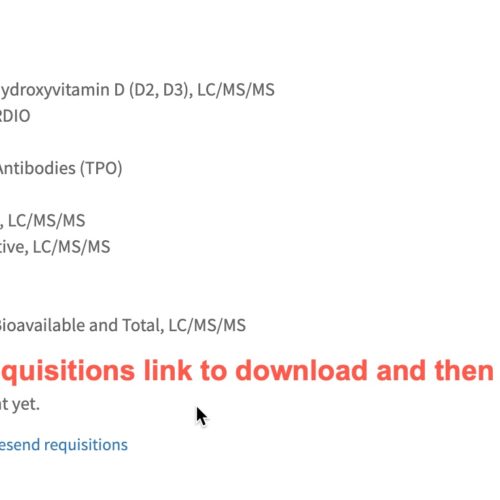 ydroxyvitamin D (D2, D3), LC/MS/MS
RDIO
Antibodies (TPO)
, LC/MS/MS
tive, LC/MS/MS
Bioavailable and Total, LC/MS/MS
quisitions link to download and then
t yet.
esend requisitions